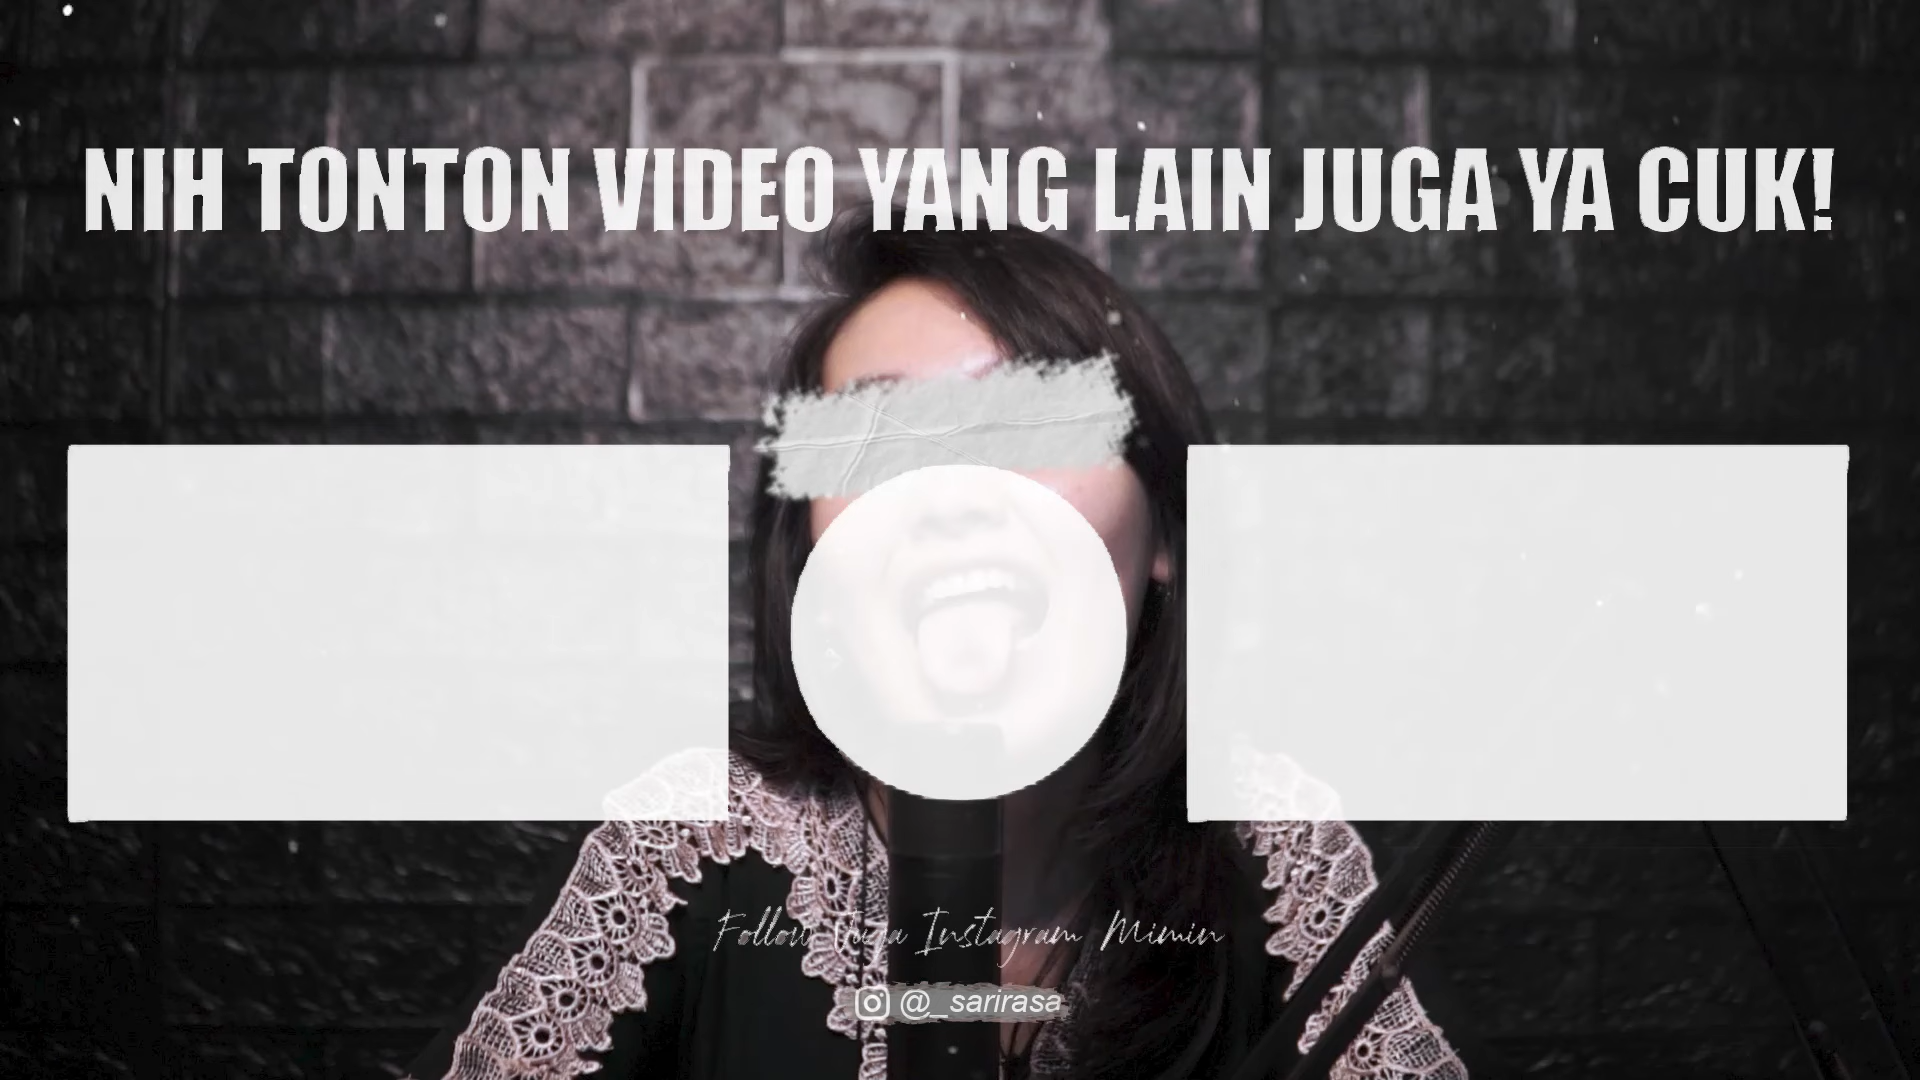 NIH TONTON VIDEO YANG LAIN JUGA YA CUK!
Follow Juga Instagram Mimin
@_sarirasa